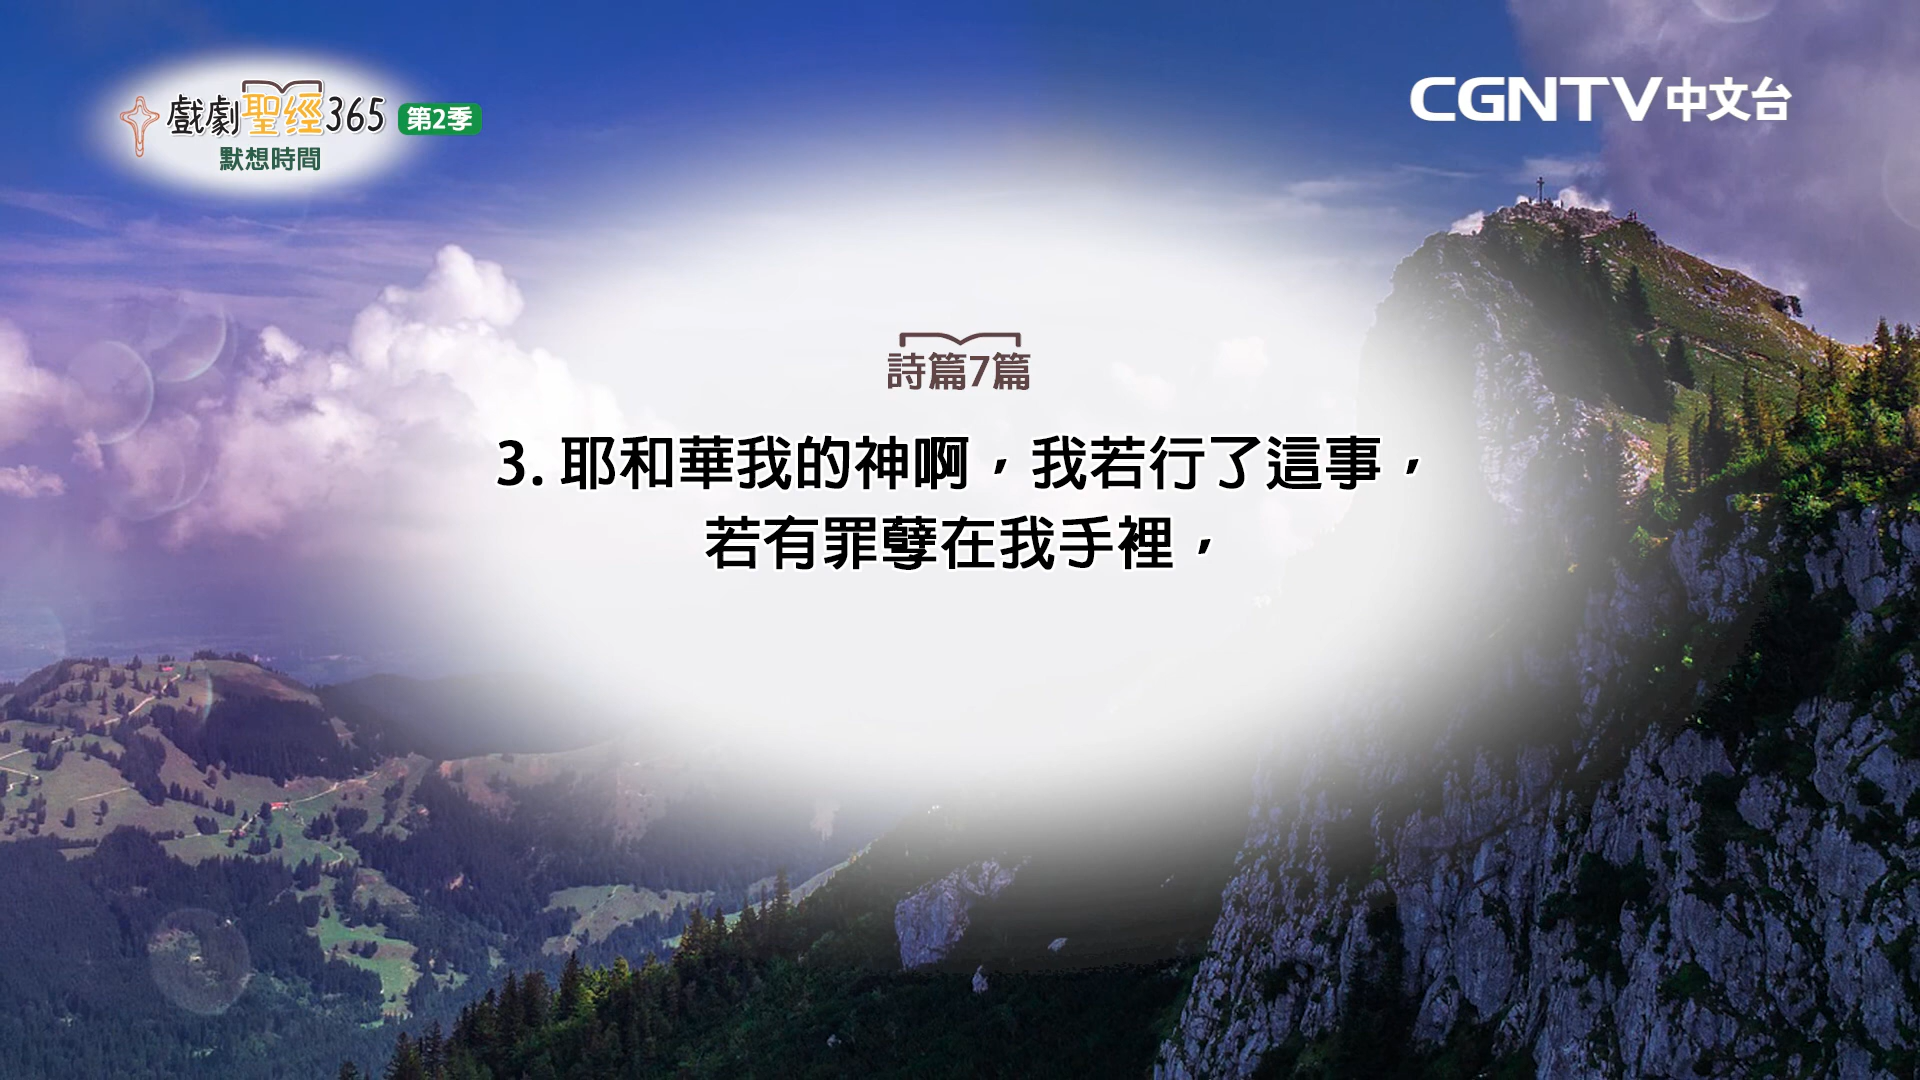 戲劇聖經365 第2季
默想時間
CGNTV中文台
詩篇7篇
3. 耶和華我的神啊，我若行了這事，
若有罪孽在我手裡，